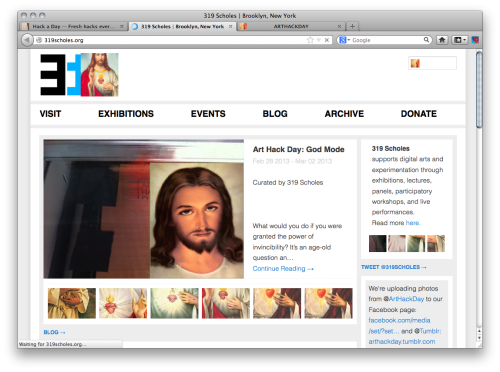 319 Scholes | Brooklyn, New York
Hack a Day — Fresh hacks ever...
319 Scholes | Brooklyn, New York
ARTHACKDAY
319scholes.org
Google
VISIT
EXHIBITIONS
EVENTS
BLOG
ARCHIVE
DONATE
Art Hack Day: God Mode
Feb 28 2013 - Mar 02 2013
Curated by 319 Scholes
What would you do if you were
granted the power of
invincibility? It's an age-old
question an…
Continue Reading →
319 Scholes
supports digital arts and
experimentation through
exhibitions, lectures,
panels, participatory
workshops, and live
performances.
Read more here.
TWEET @319SCHOLES →
We're uploading photos
from @ArtHackDay to our
Facebook page:
facebook.com/media
/set/?set… and @Tumblr:
arthackday.tumblr.com
BLOG →
Waiting for 319scholes.org...